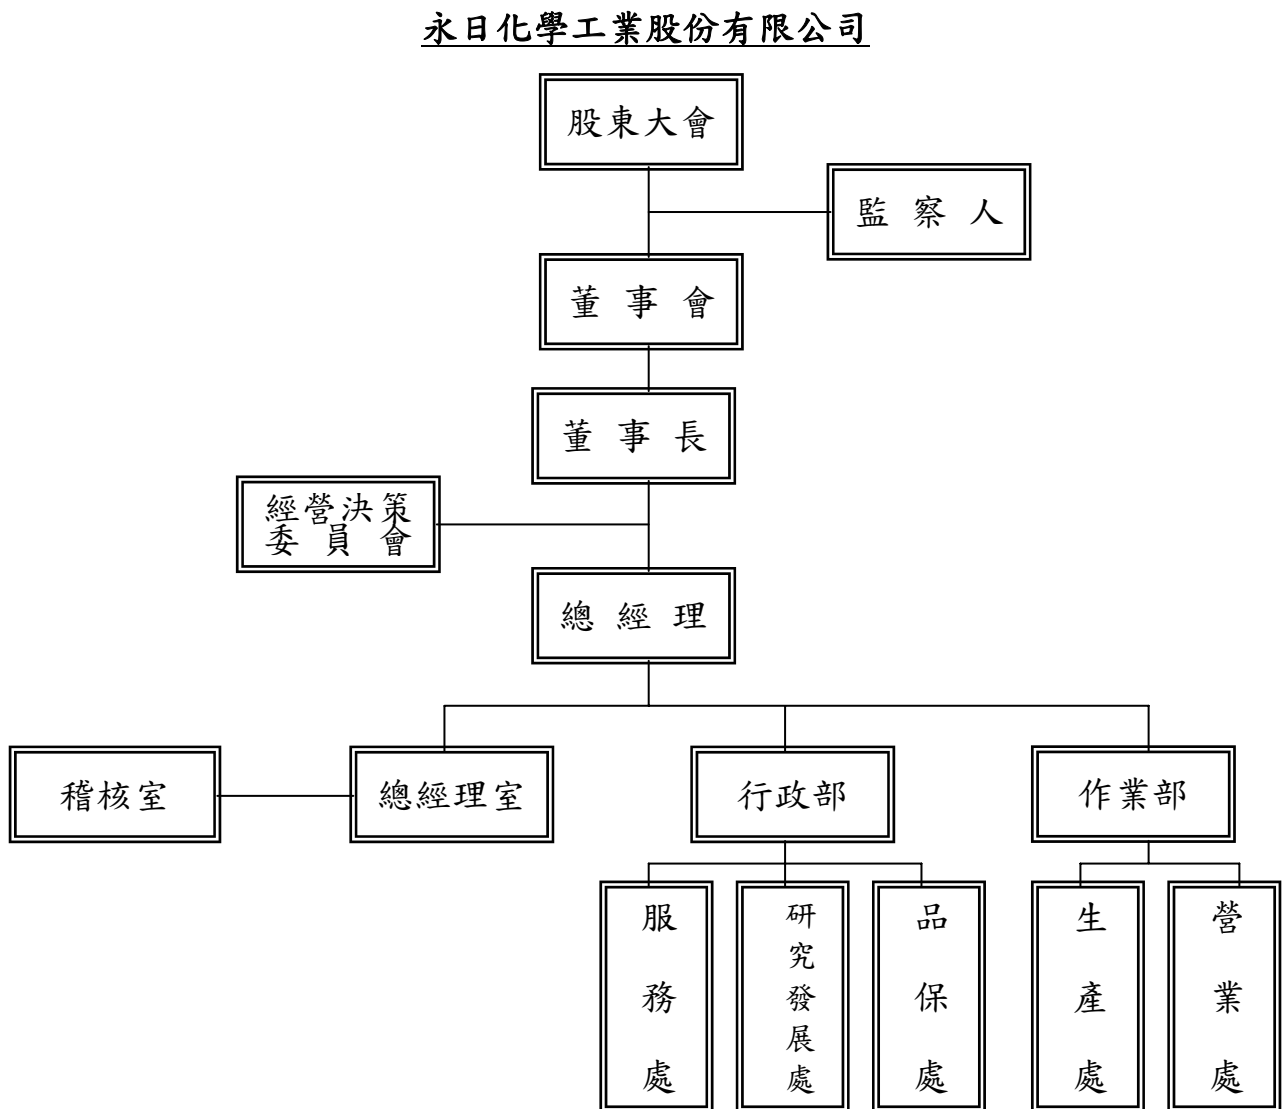 永日化學工業股份有限公司
股東大會
監察人
董事會
董事長
經營決策
委員會
總經理
稽核室
總經理室
行政部
作業部
服務處
研究發展處
品保處
生產處
營業處